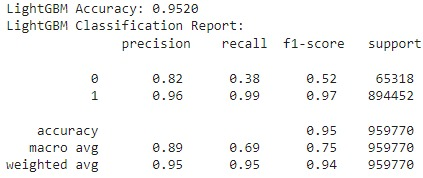 LightGBM Accuracy: 0.9520
LightGBM Classification Report:
precision recall f1-score support
0 0.82 0.38 0.52 65318
1 0.96 0.99 0.97 894452
accuracy 0.95 959770
macro avg 0.89 0.69 0.75 959770
weighted avg 0.95 0.95 0.94 959770